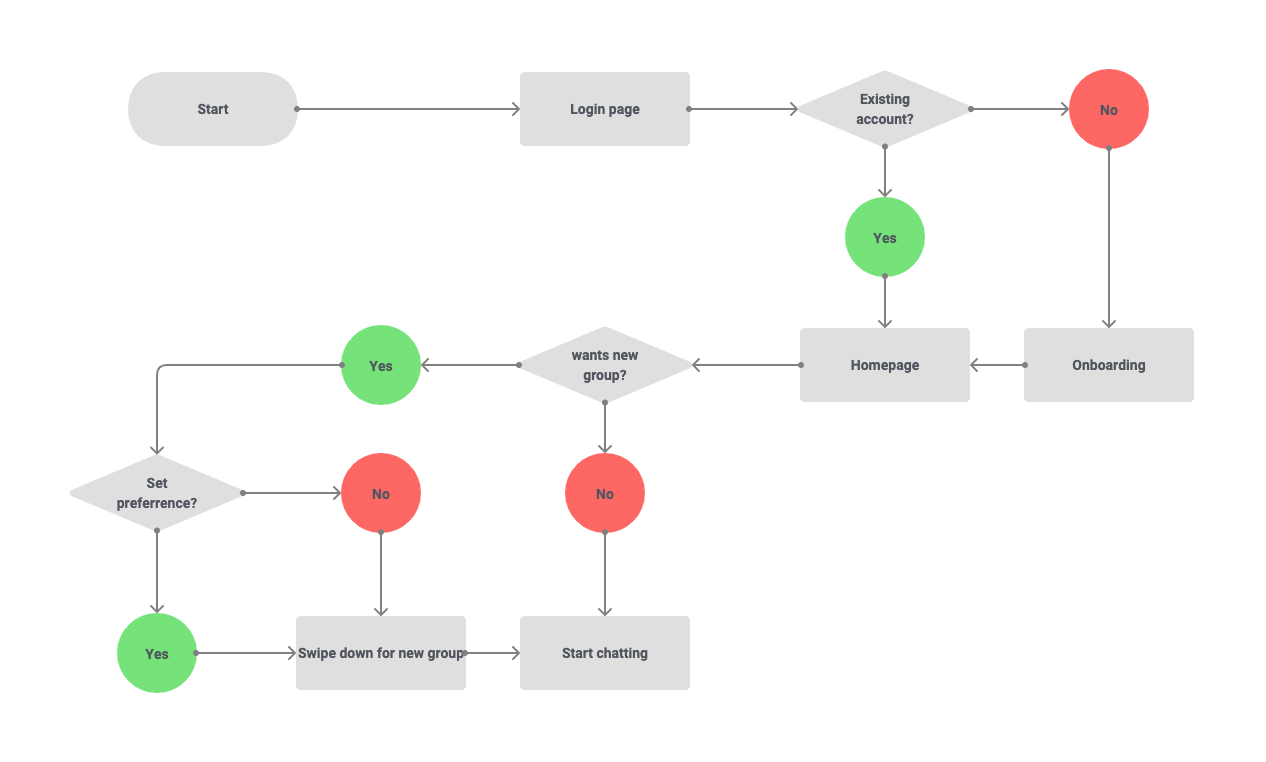 Start
Login page
Existing
account?
No
Yes
Yes
wants new
group?
Homepage
Onboarding
Set
preferrence?
No
No
Yes
Swipe down for new group
Start chatting